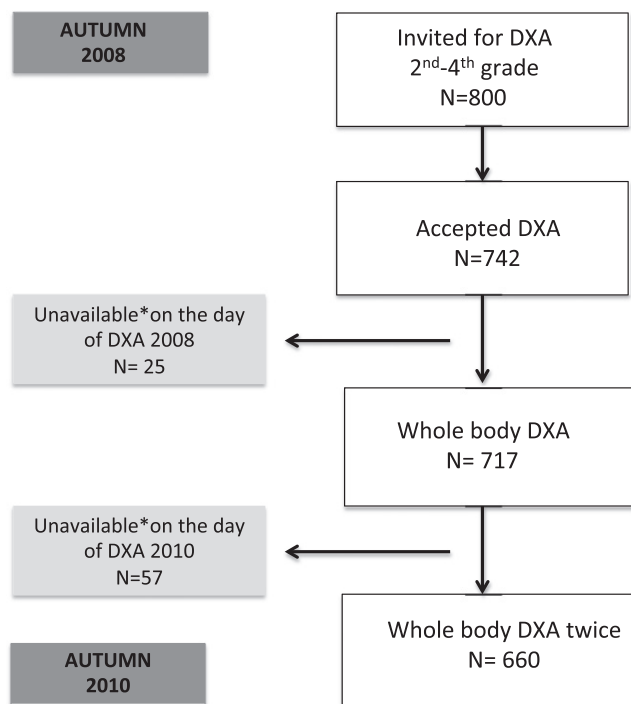 AUTUMN
2008
Invited for DXA
2nd-4th grade
N=800
Accepted DXA
N=742
Unavailable*on the day
of DXA 2008
N= 25
Whole body DXA
N= 717
Unavailable*on the day
of DXA 2010
N=57
Whole body DXA twice
N= 660
AUTUMN
2010